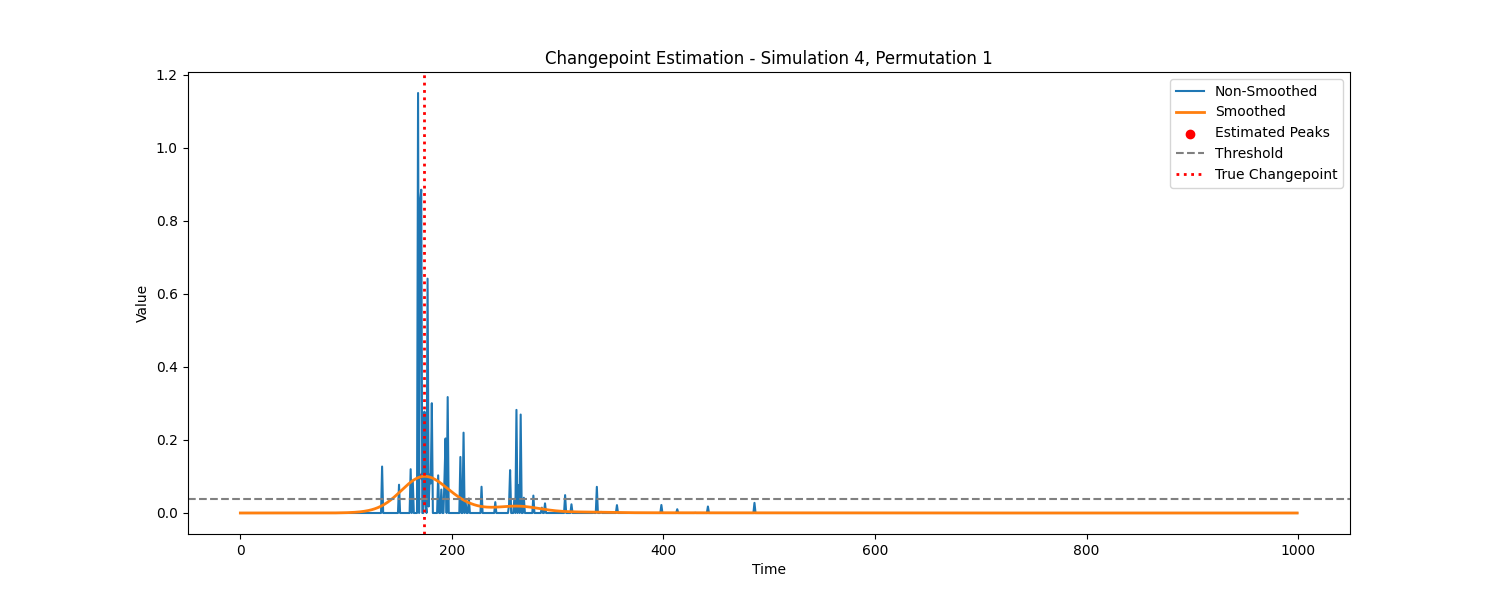 Changepoint Estimation - Simulation 4, Permutation 1
1.2
1.0
0.8
0.6
0.4
0.2
0.0
Value
Non-Smoothed
Smoothed
Estimated Peaks
Threshold
True Changepoint
0 200 400 600 800 1000
Time